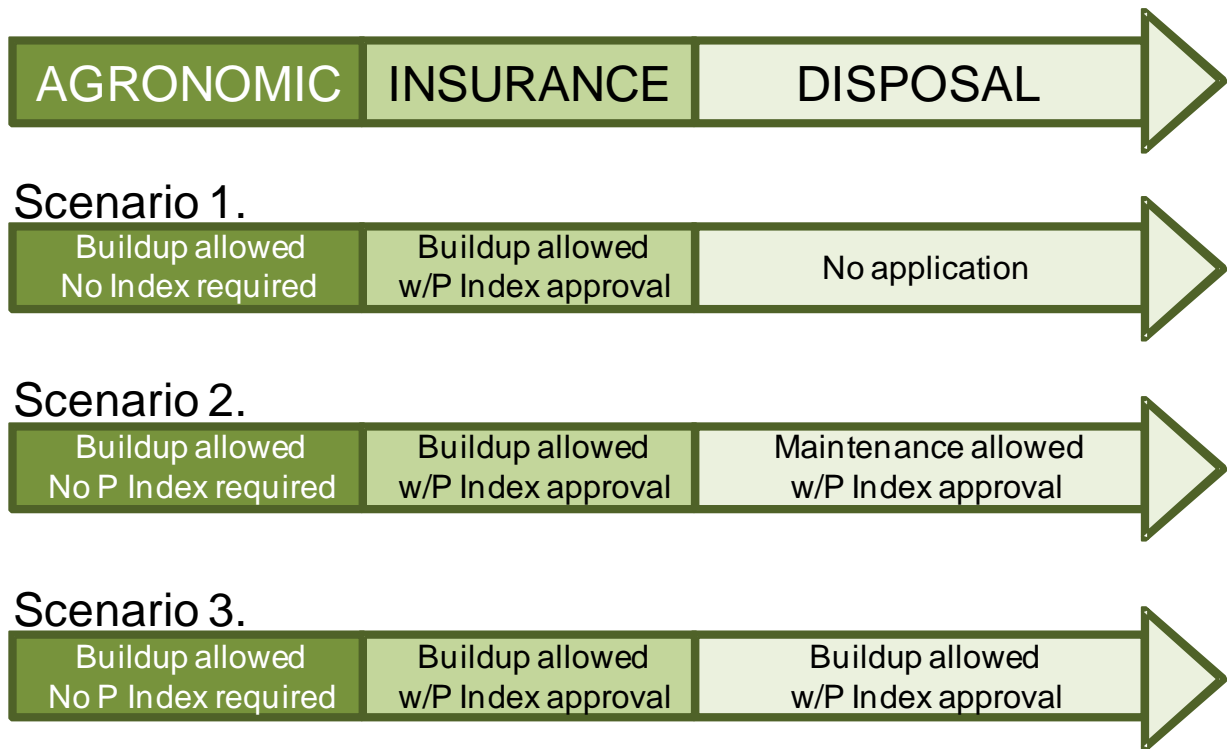 AGRONOMIC INSURANCE DISPOSAL
Scenario 1.
Buildup allowed Buildup allowed No application
No Index required w/P Index approval
Scenario 2.
Buildup allowed Buildup allowed Maintenance allowed
No P Index required w/P Index approval w/P Index approval
Scenario 3.
Buildup allowed Buildup allowed Buildup allowed
No P Index required w/P Index approval w/P Index approval